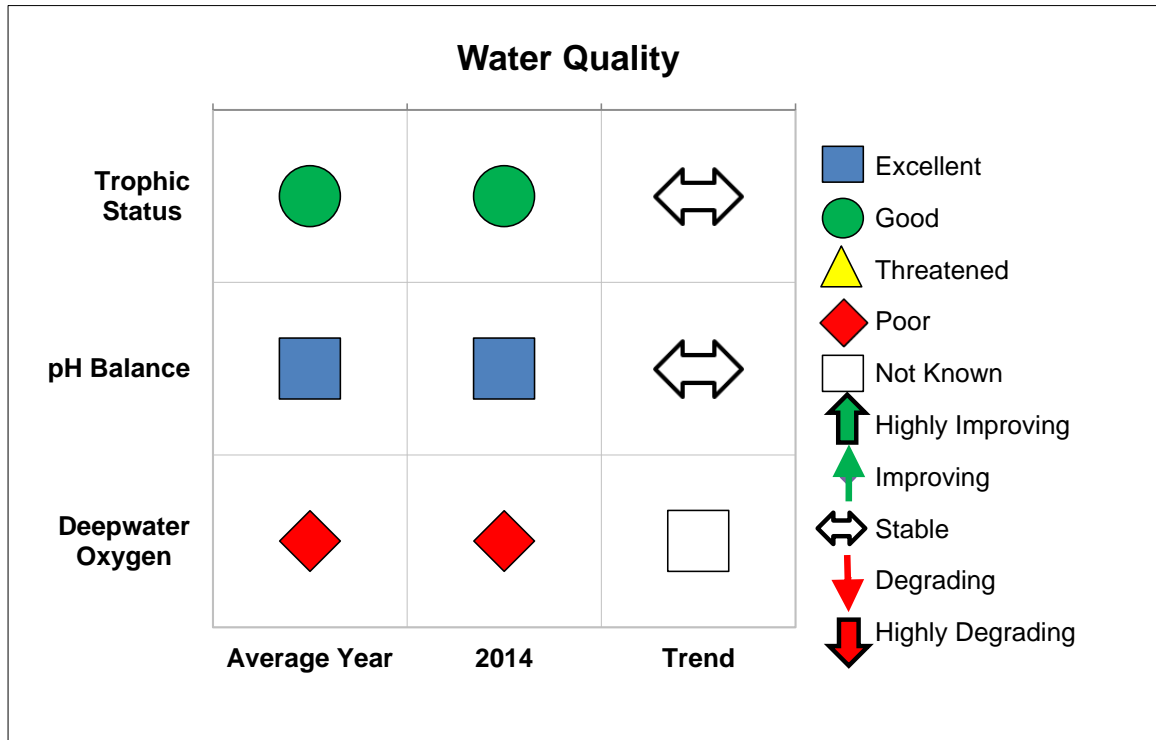 Water Quality
Trophic
Status
pH Balance
Deepwater
Oxygen
Average Year
2014
Trend
Excellent
Good
Threatened
Poor
Not Known
Highly Improving
Improving
Stable
Degrading
Highly Degrading